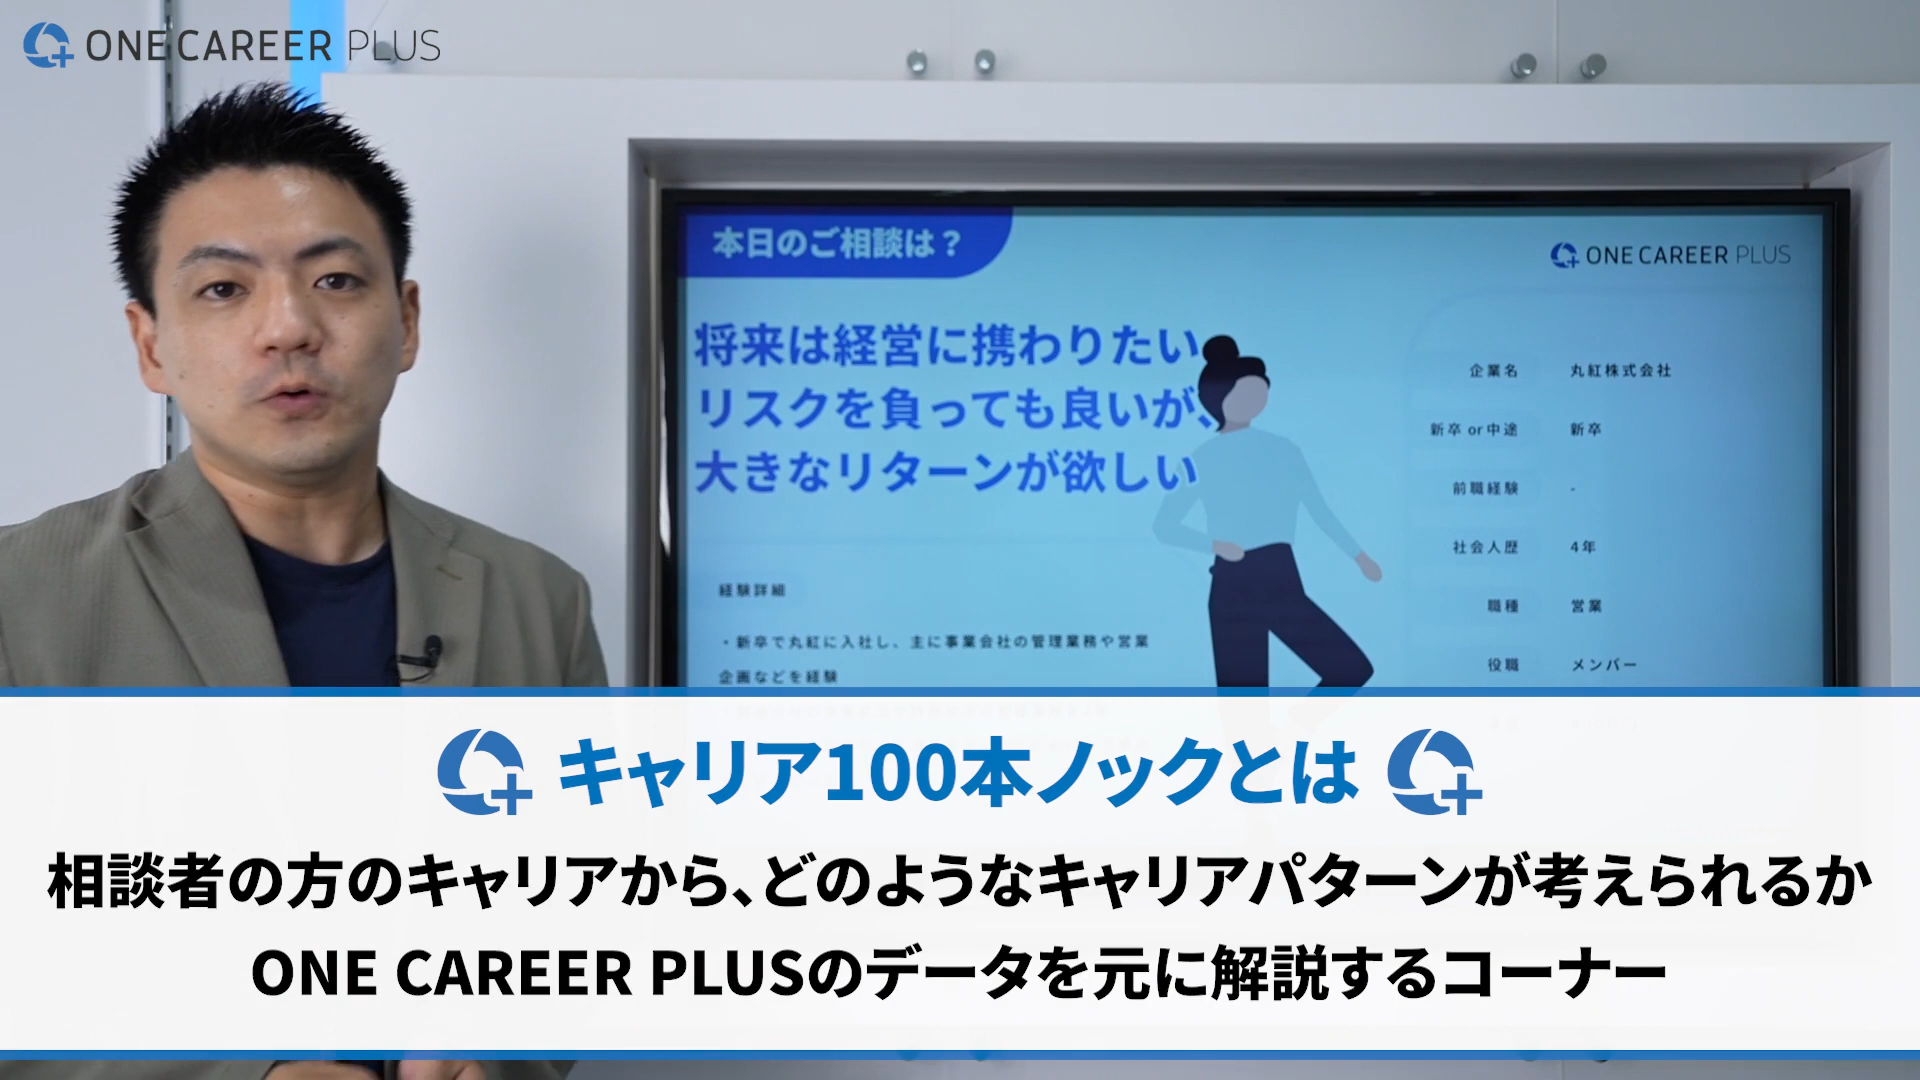 ONE CAREER PLUS
本日のご相談は？
ONE CAREER PLUS
将来は経営に携わりたい
リスクを負っても良いが、
大きなリターンが欲しい
企業名 丸紅株式会社
新卒 or 中途 新卒
前職経験 -
社会人歴 4年
職種 営業
役職 メンバー
経験詳細
・新卒で丸紅に入社し、主に事業会社の管理業務や営業
企画などを経験
キャリア100本ノックとは
相談者の方のキャリアから、どのようなキャリアパターンが考えられるか
ONE CAREER PLUSのデータを元に解説するコーナー